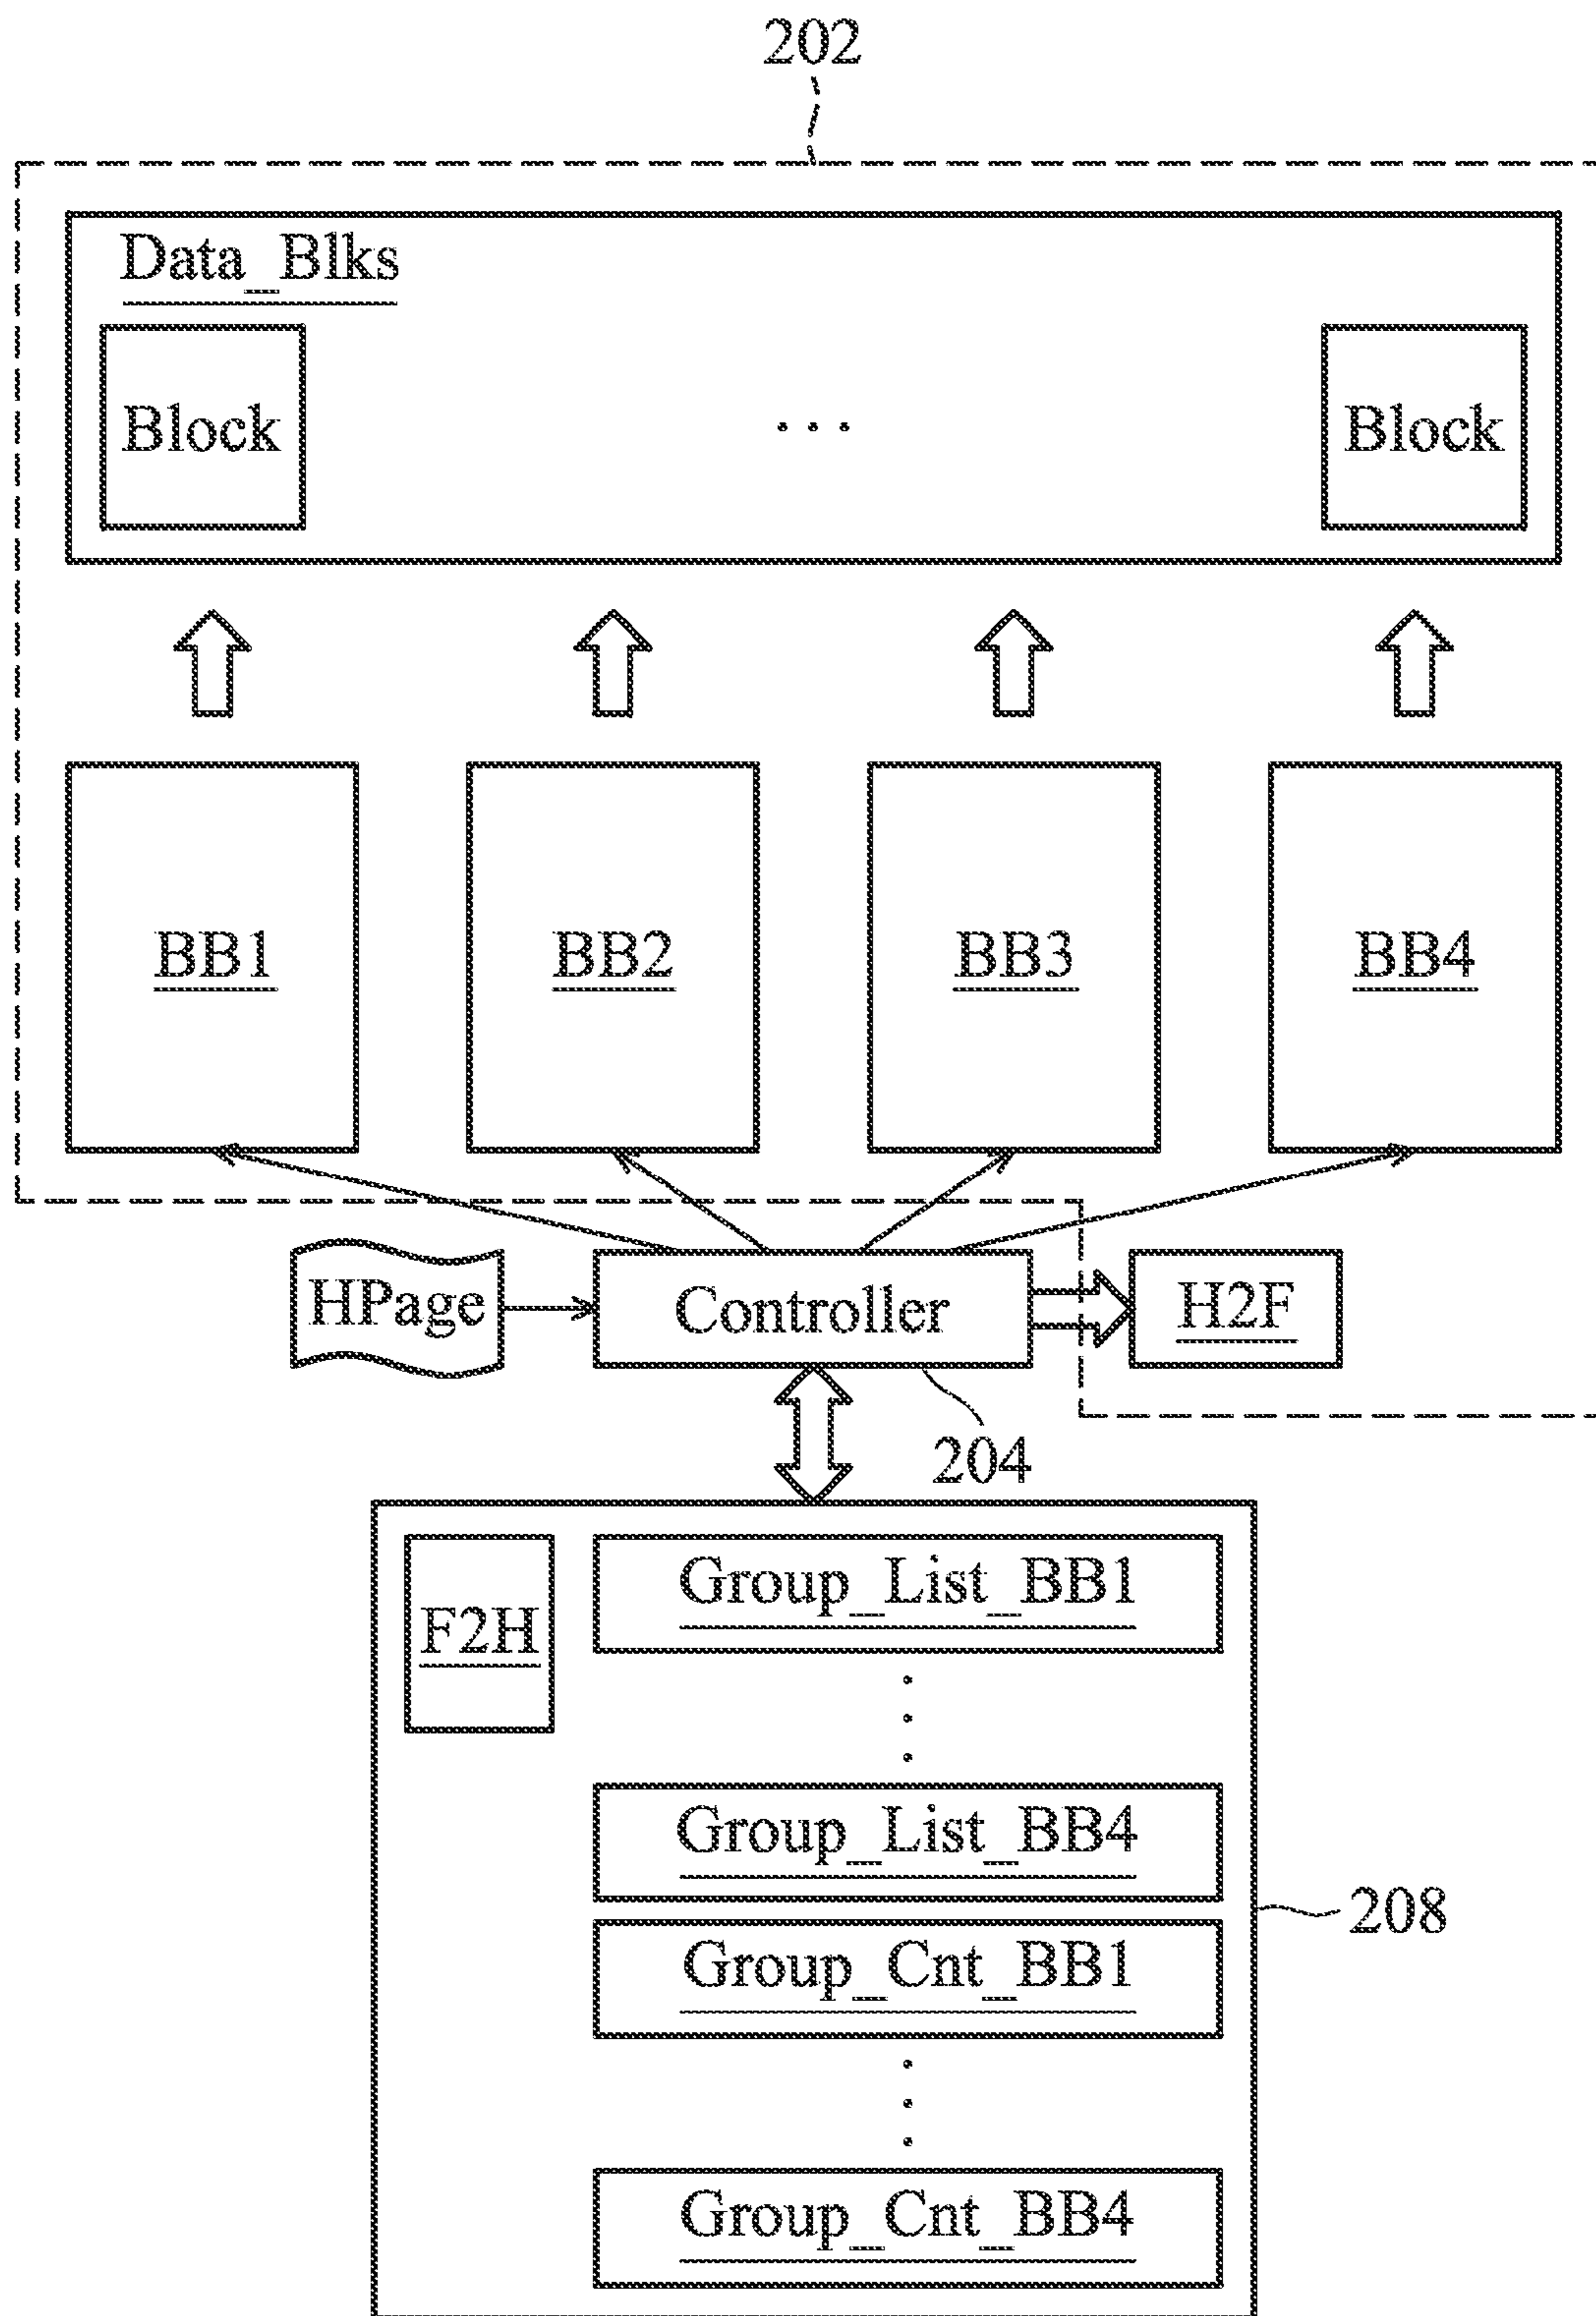 202
Data_Blks
Block
...
Block
BB1
BB2
BB3
BB4
HPage
Controller
H2F
204
F2H
Group_List_BB1
Group_List_BB4
208
Group_Cnt_BB1
Group_Cnt_BB4